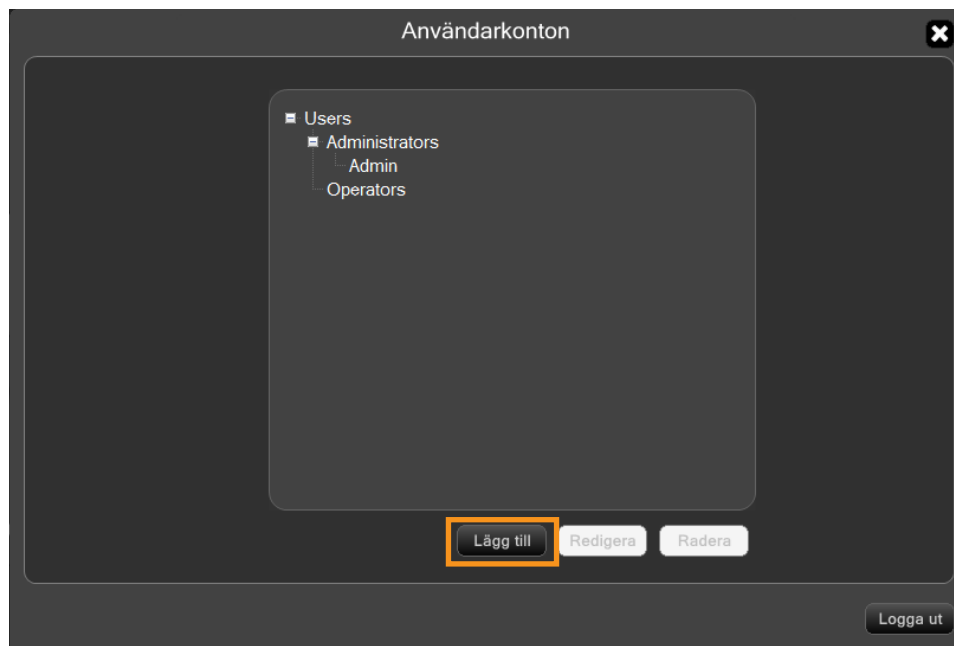 Användarkonton
Users
Administrators
Admin
Operators
Lägg till Redigera Radera
Logga ut